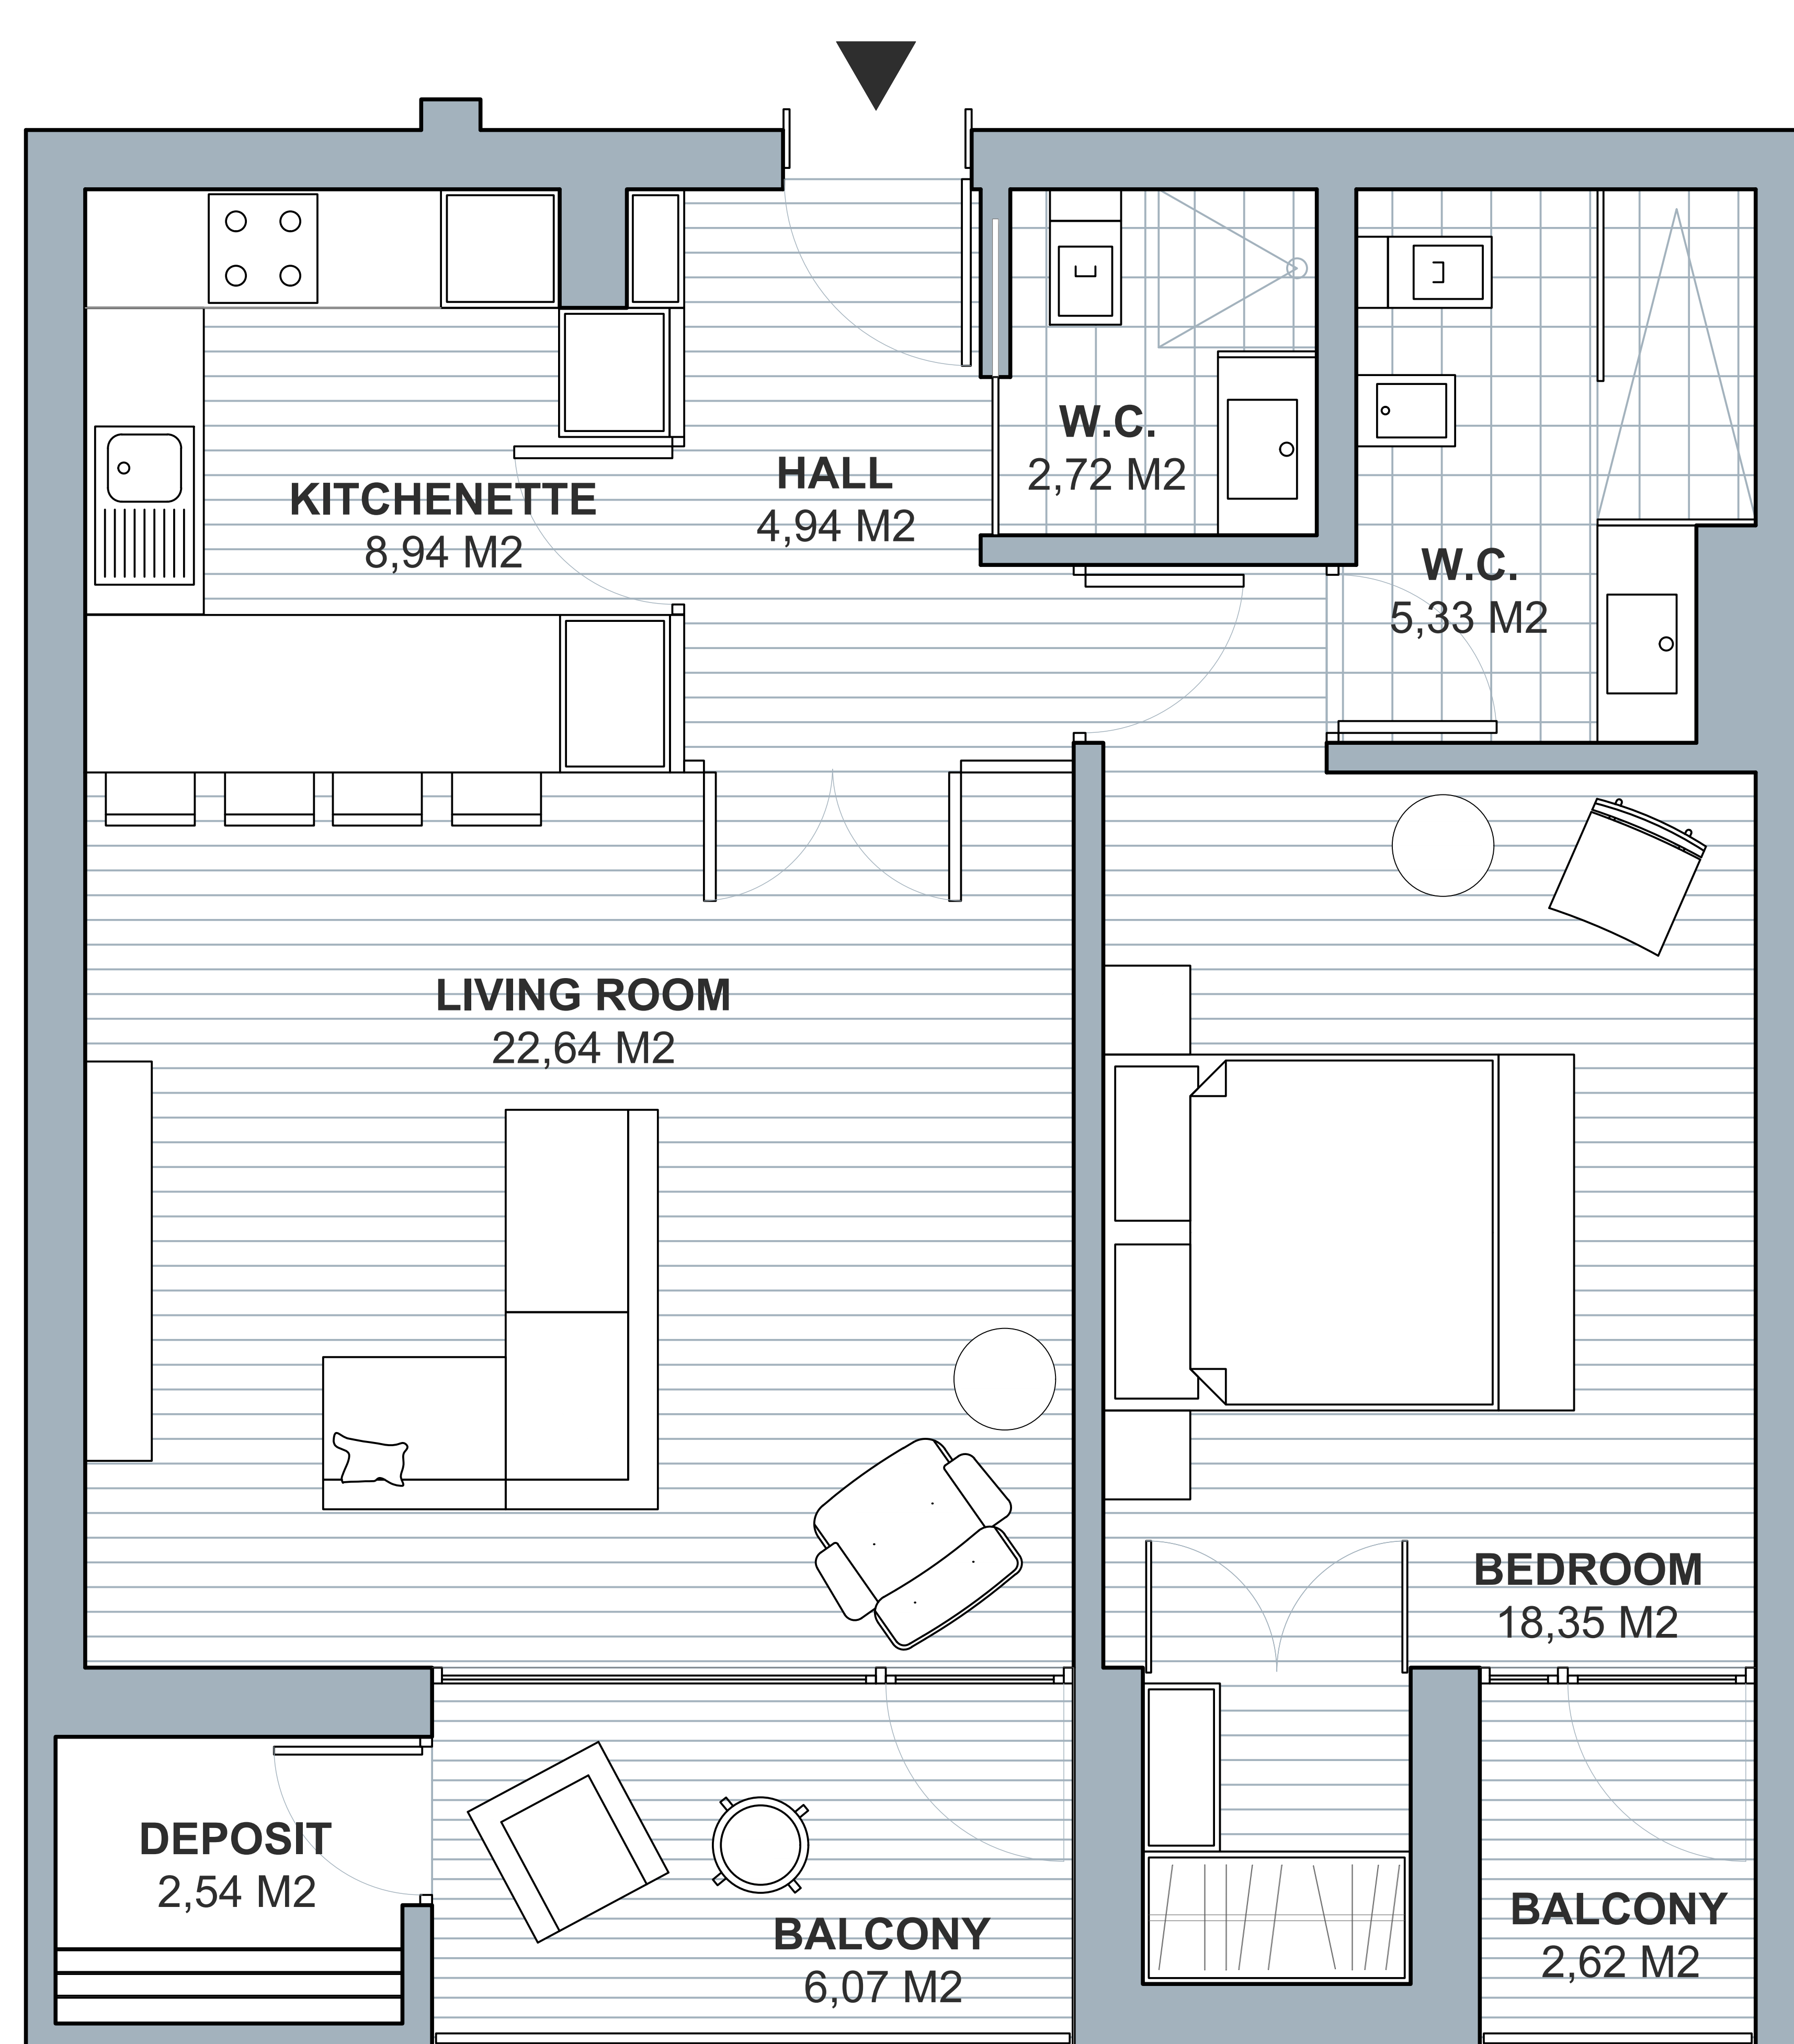 W.C.
2,72 M2
HALL
4,94 M2
KITCHENETTE
8,94 M2
W.C.
5,33 M2
LIVING ROOM
22,64 M2
BEDROOM
18,35 M2
DEPOSIT
2,54 M2
BALCONY
6,07 M2
BALCONY
2,62 M2